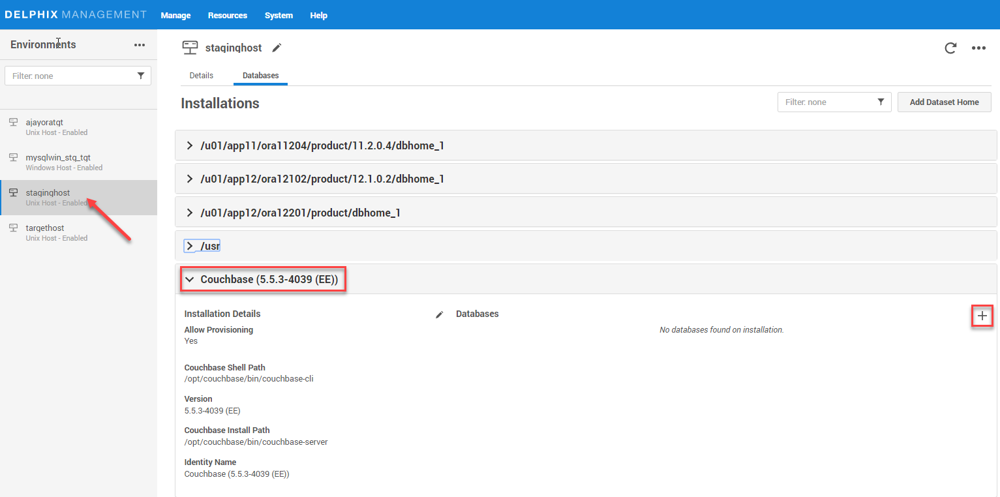 DELPHIX MANAGEMENT Manage Resources System Help
Environments
Filter: none
ajayoratgt
Unix Host - Enabled
mysqlwin_stg_tgt
Windows Host - Enabled
staginghost
Unix Host - Enabled
targethost
Unix Host - Enabled
staginghost
Details Databases
Installations
Filter: none
Add Dataset Home
/u01/app11/ora11204/product/11.2.0.4/dbhome_1
/u01/app12/ora12102/product/12.1.0.2/dbhome_1
/u01/app12/ora12201/product/dbhome_1
/usr
Couchbase (5.5.3-4039 (EE))
Installation Details
Allow Provisioning
Yes
Couchbase Shell Path
/opt/couchbase/bin/couchbase-cli
Version
5.5.3-4039 (EE)
Couchbase Install Path
/opt/couchbase/bin/couchbase-server
Identity Name
Couchbase (5.5.3-4039 (EE))
Databases
No databases found on installation.